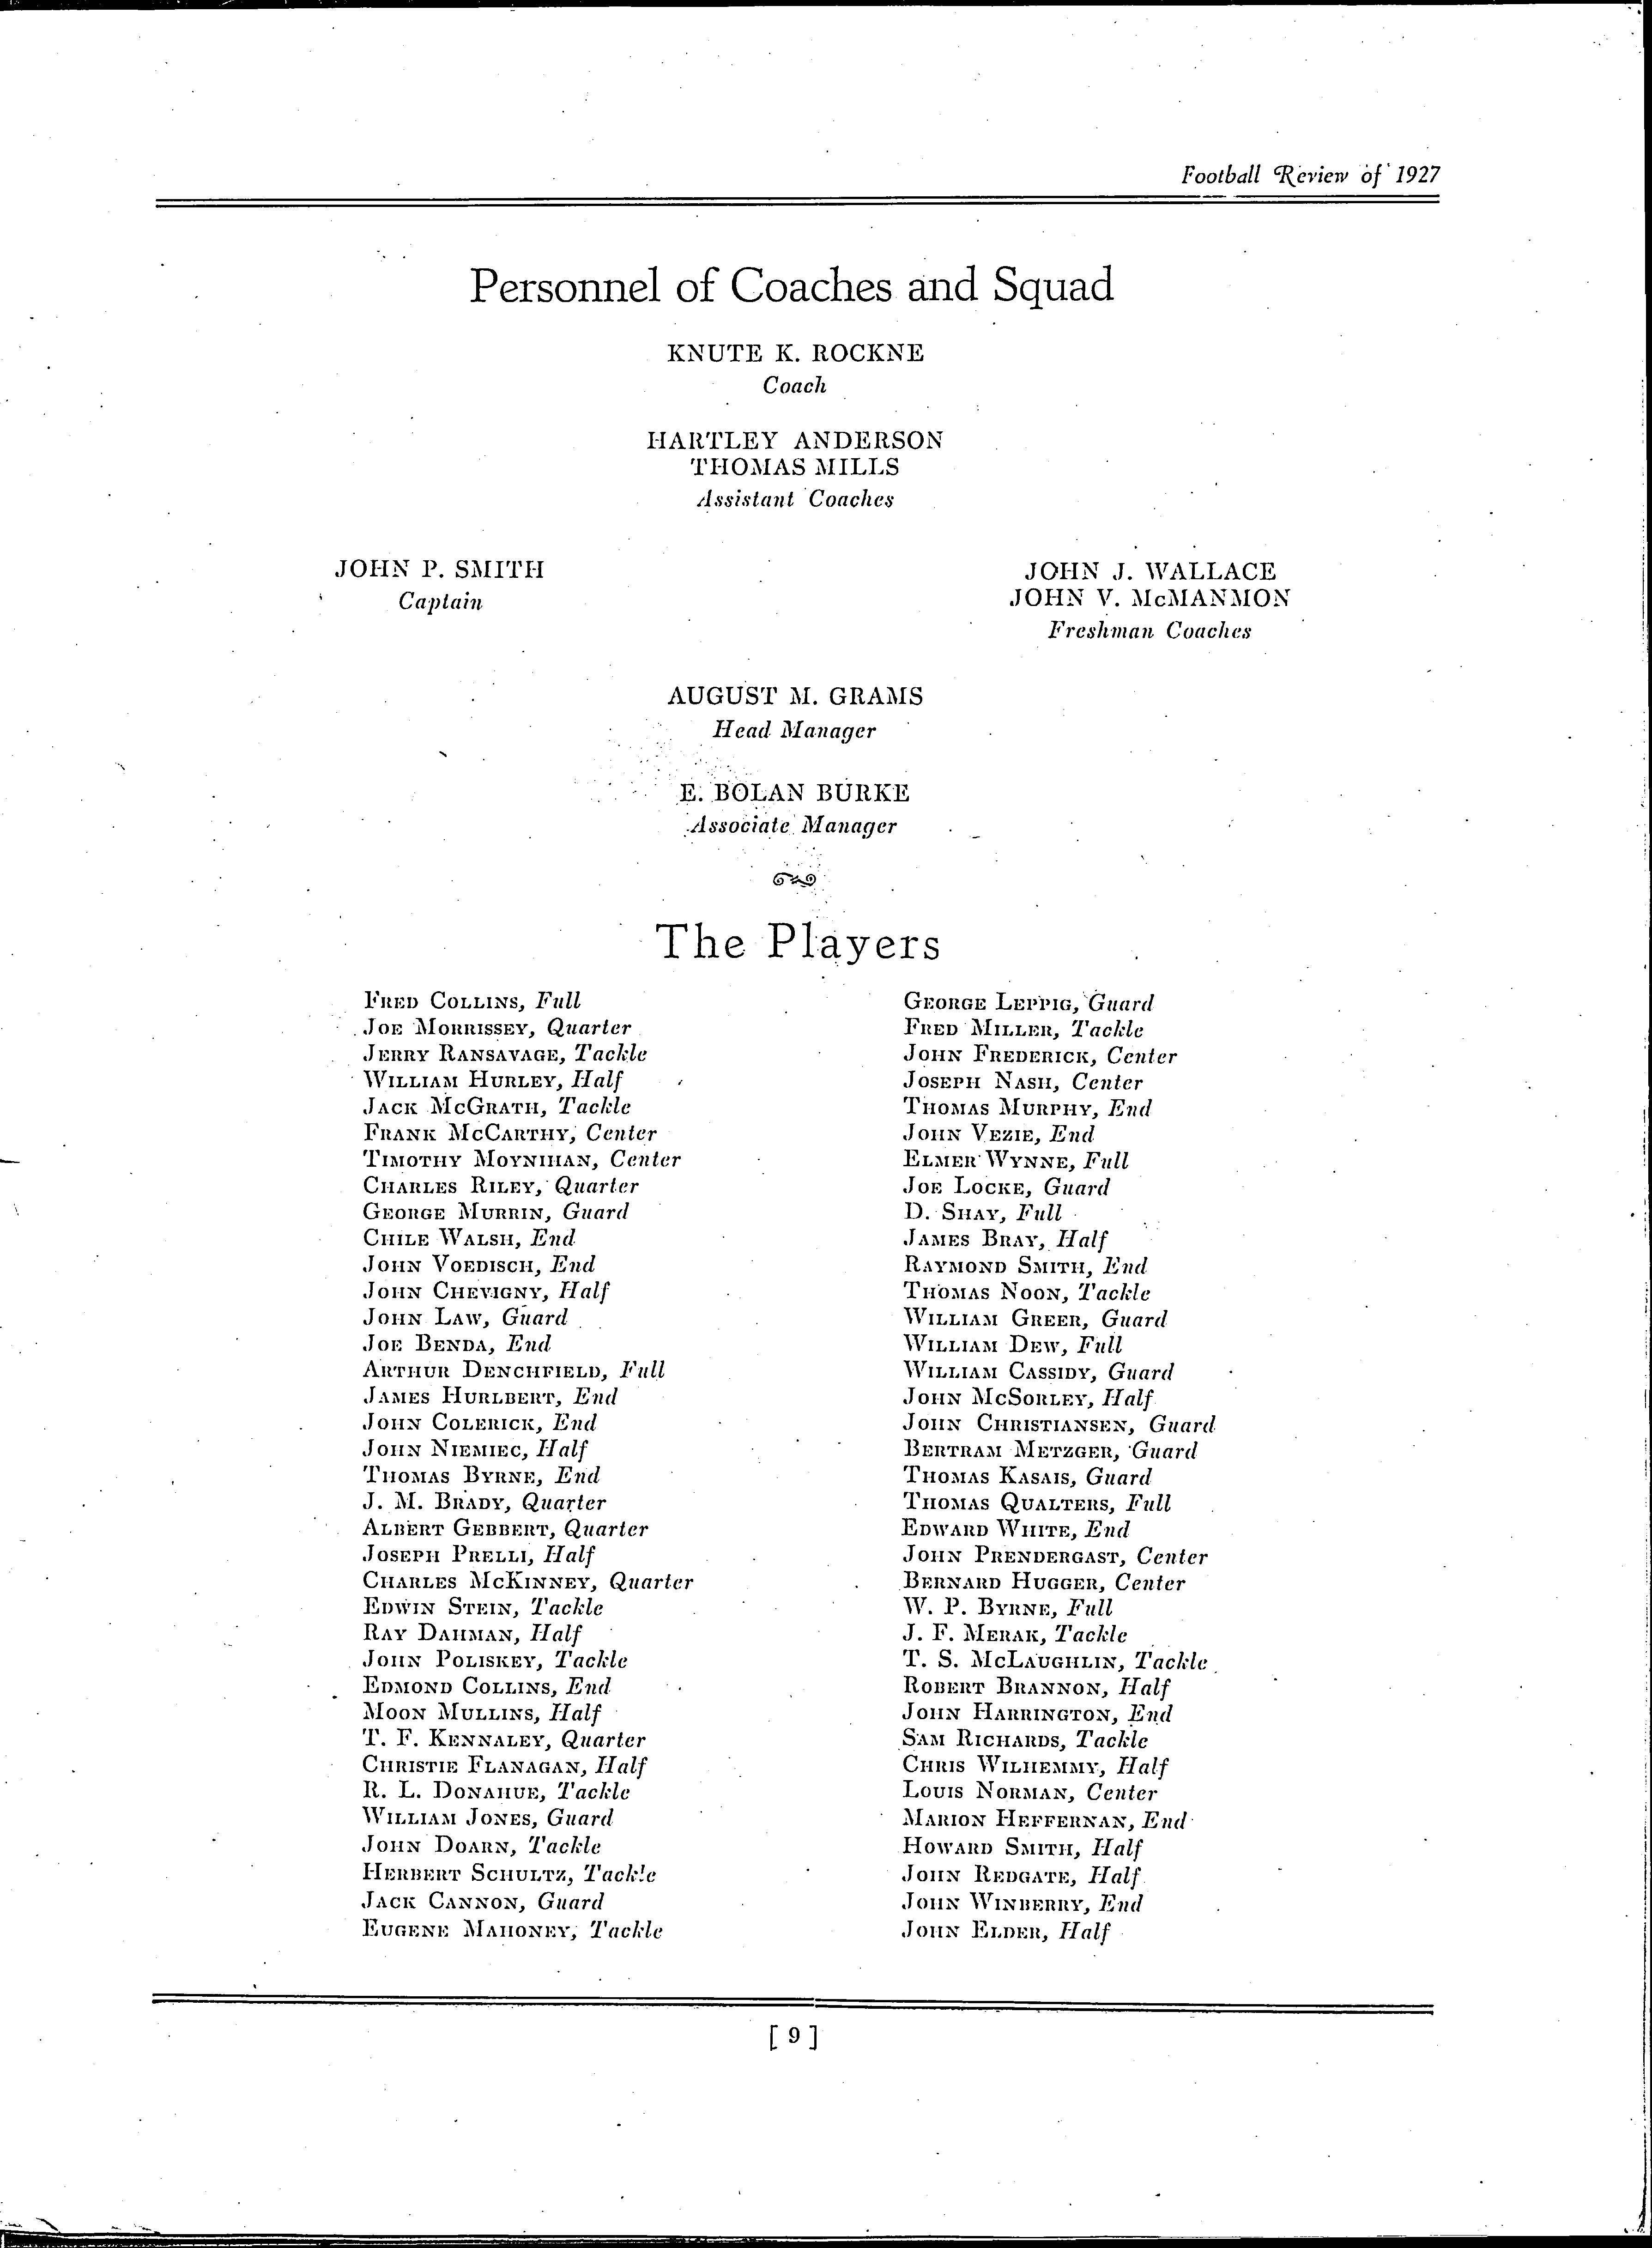 Football Review of 1927
Personnel of Coaches and Squad
KNUTE K. ROCKNE
Coach
HARTLEY ANDERSON
THOMAS MILLS
Assistant Coaches
JOHN P. SMITH
Captain
JOHN J. WALLACE
JOHN V. McMANMON
Freshman Coaches
AUGUST M. GRAMS
Head Manager
E. BOLAN BURKE
Associate Manager
The Players
FRED COLLINS, Full
JOE MORRISSEY, Quarter
JERRY RANSAVAGE, Tackle
WILLIAM HURLEY, Half
JACK MCGRATH, Tackle
FRANK MCCARTHY, Center
TIMOTHY MOYNIHAN, Center
CHARLES RILEY, Quarter
GEORGE MURRIN, Guard
CHILE WALSH, End
JOHN VOEDISCH, End
JOHN CHEVIGNY, Half
JOHN LAW, Guard
JOE BENDA, End
ARTHUR DENCHFIELD, Full
JAMES HURLBERT, End
JOHN COLERICK, End
JOHN NIEMIEC, Half
THOMAS BYRNE, End
J. M. BRADY, Quarter
ALBERT GEBBERT, Quarter
JOSEPH PRELLI, Half
CHARLES MCKINNEY, Quarter
EDWIN STEIN, Tackle
RAY DAHMAN, Half
JOHN POLISKEY, Tackle
EDMOND COLLINS, End
MOON MULLINS, Half
T. F. KENNALEY, Quarter
CHRISTIE FLANAGAN, Half
R. L. DONAHUE, Tackle
WILLIAM JONES, Guard
JOHN DOARN, Tackle
HERBERT SCHULTZ, Tackle
JACK CANNON, Guard
EUGENE MAHONEY, Tackle
GEORGE LEPPIG, Guard
FRED MILLER, Tackle
JOHN FREDERICK, Center
JOSEPH NASH, Center
THOMAS MURPHY, End
JOHN VEZIE, End
ELMER WYNNE, Full
JOE LOCKE, Guard
D. SHAY, Full
JAMES BRAY, Half
RAYMOND SMITH, End
THOMAS NOON, Tackle
WILLIAM GREER, Guard
WILLIAM DEW, Full
WILLIAM CASSIDY, Guard
JOHN MCSORLEY, Half
JOHN CHRISTIANSEN, Guard
BERTRAM METZGER, Guard
THOMAS KASAIS, Guard
THOMAS QUALTERS, Full
EDWARD WHITE, End
JOHN PRENDERGAST, Center
BERNARD HUGGER, Center
W. P. BYRNE, Full
J. F. MERAK, Tackle
T. S. MCLAUGHLIN, Tackle
ROBERT BRANNON, Half
JOHN HARRINGTON, End
SAM RICHARDS, Tackle
CHRIS WILHEMMY, Half
LOUIS NORMAN, Center
MARION HEFFERNAN, End
HOWARD SMITH, Half
JOHN REDGATE, Half
JOHN WINBERRY, End
JOHN ELDER, Half
[ 9 ]